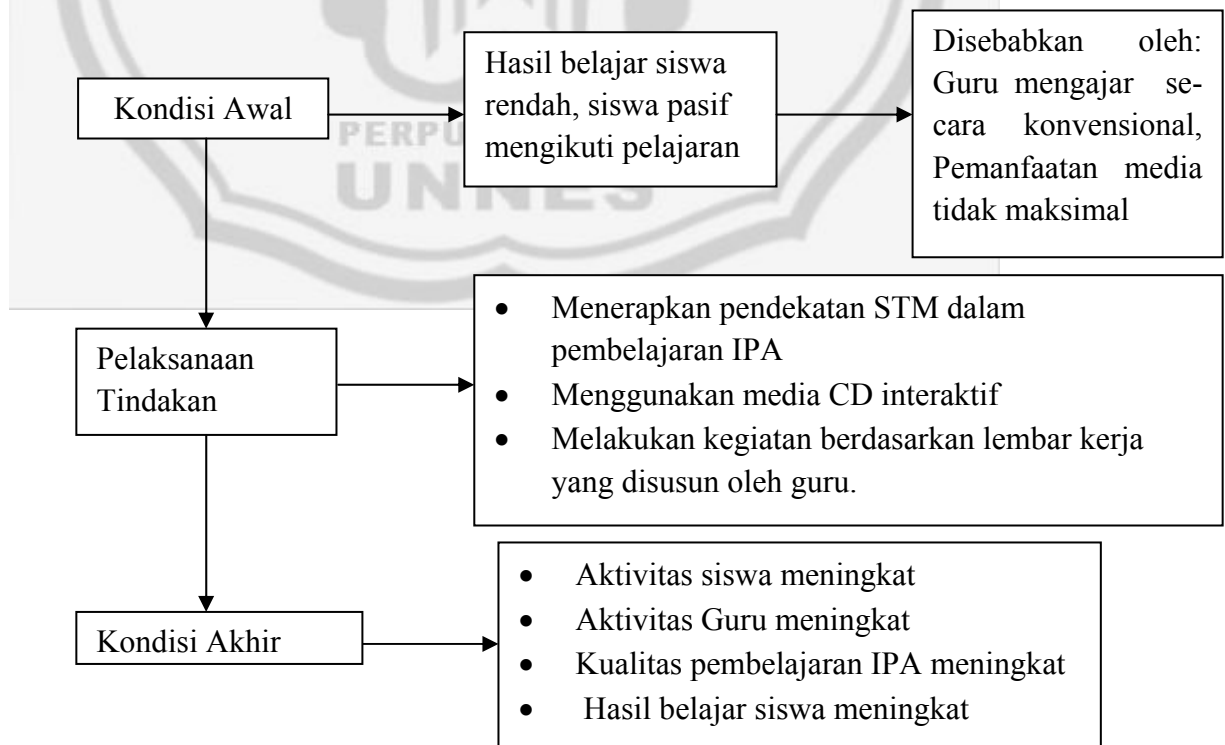 Kondisi Awal
Hasil belajar siswa
rendah, siswa pasif
mengikuti pelajaran
Disebabkan oleh:
Guru mengajar se-
cara konvensional,
Pemanfaatan media
tidak maksimal
PERPU
UNNES
Pelaksanaan
Tindakan
• Menerapkan pendekatan STM dalam
pembelajaran IPA
• Menggunakan media CD interaktif
• Melakukan kegiatan berdasarkan lembar kerja
yang disusun oleh guru.
Kondisi Akhir
• Aktivitas siswa meningkat
• Aktivitas Guru meningkat
• Kualitas pembelajaran IPA meningkat
• Hasil belajar siswa meningkat